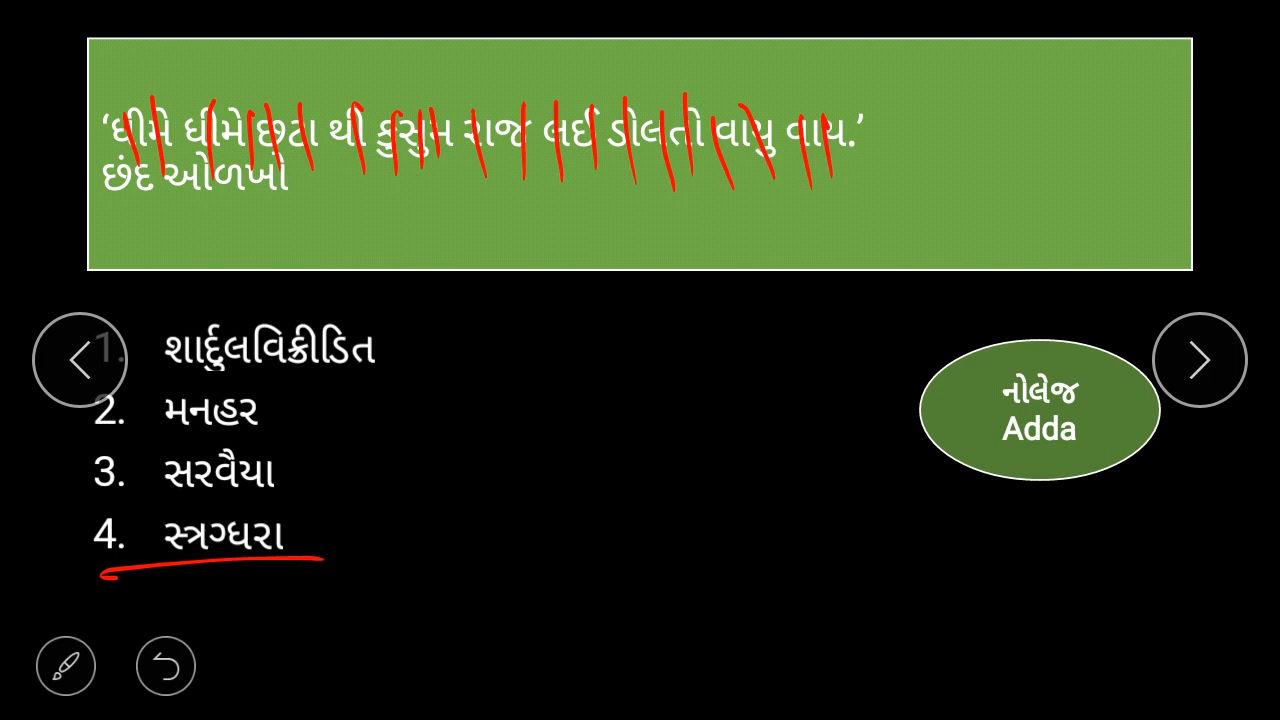 ‘ધીમે ધીમે છટા થી કુસુમ રાજ લઈ ડોલતો વાયુ વાય.’
છંદ ઓળખો
1. શાર્દુલવિક્રીડિત
2. મનહર
3. સરવૈયા
4. સ્ત્રગ્ધરા
નોલેજ
Adda